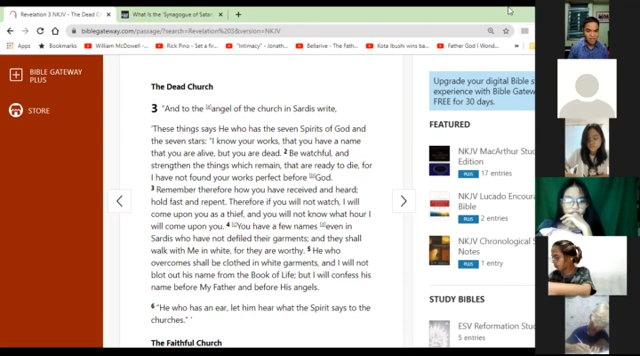 Revelation 3 NKJV - The Dead Ch
What Is the 'Synagogue of Satan
biblegateway.com/passage/?search=Revelation%203&version=NKJV
Apps
Bookmarks
William McDowell -...
Rick Pino - Set a fir...
"Intimacy" - Jonath...
Bellarive - The Fath...
Kota Ibushi wins ba...
Father God I Wond...
BIBLE GATEWAY
PLUS
STORE
The Dead Church
3 "And to the [a]angel of the church in Sardis write,
'These things says He who has the seven Spirits of God and
the seven stars: "I know your works, that you have a name
that you are alive, but you are dead. 2 Be watchful, and
strengthen the things which remain, that are ready to die, for
I have not found your works perfect before [b]God.
3 Remember therefore how you have received and heard;
hold fast and repent. Therefore if you will not watch, I will
come upon you as a thief, and you will not know what hour I
will come upon you. 4 [c]You have a few names [d]even in
Sardis who have not defiled their garments; and they shall
walk with Me in white, for they are worthy. 5 He who
overcomes shall be clothed in white garments, and I will not
blot out his name from the Book of Life; but I will confess his
name before My Father and before His angels.
6 "He who has an ear, let him hear what the Spirit says to the
churches." '
The Faithful Church
Upgrade your digital Bible st
experience with Bible Gatew
FREE for 30 days.
FEATURED
NKJV MacArthur Stu
Edition
PLUS 17 entries
NKJV Lucado Encour
Bible
PLUS 2 entries
NKJV Chronological S
Notes
PLUS 1 entry
STUDY BIBLES
ESV Reformation Stu